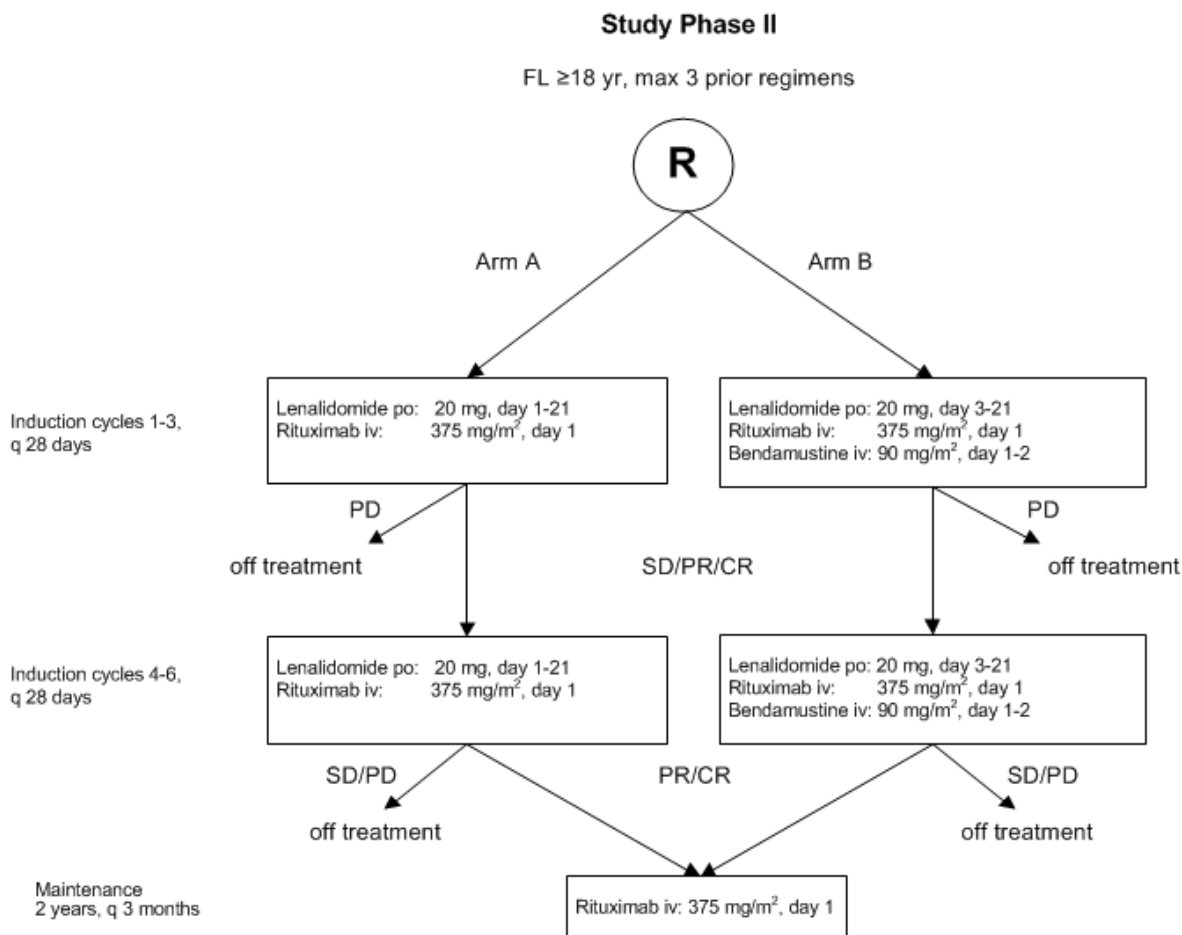 Study Phase II
FL ≥18 yr, max 3 prior regimens
R
Arm A
Arm B
Induction cycles 1-3,
q 28 days
Lenalidomide po: 20 mg, day 1-21
Rituximab iv: 375 mg/m², day 1
Lenalidomide po: 20 mg, day 3-21
Rituximab iv: 375 mg/m², day 1
Bendamustine iv: 90 mg/m², day 1-2
PD
off treatment
SD/PR/CR
PD
off treatment
Induction cycles 4-6,
q 28 days
Lenalidomide po: 20 mg, day 1-21
Rituximab iv: 375 mg/m², day 1
Lenalidomide po: 20 mg, day 3-21
Rituximab iv: 375 mg/m², day 1
Bendamustine iv: 90 mg/m², day 1-2
SD/PD
off treatment
PR/CR
SD/PD
off treatment
Maintenance
2 years, q 3 months
Rituximab iv: 375 mg/m², day 1